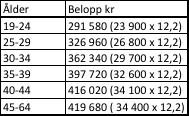 Ålder Belopp kr
19-24 291 580 (23 900 x 12,2)
25-29 326 960 (26 800 x 12,2)
30-34 362 340 (29 700 x 12,2)
35-39 397 720 (32 600 x 12,2)
40-44 416 020 (34 100 x 12,2)
45-64 419 680 ( 34 400 x 12,2)